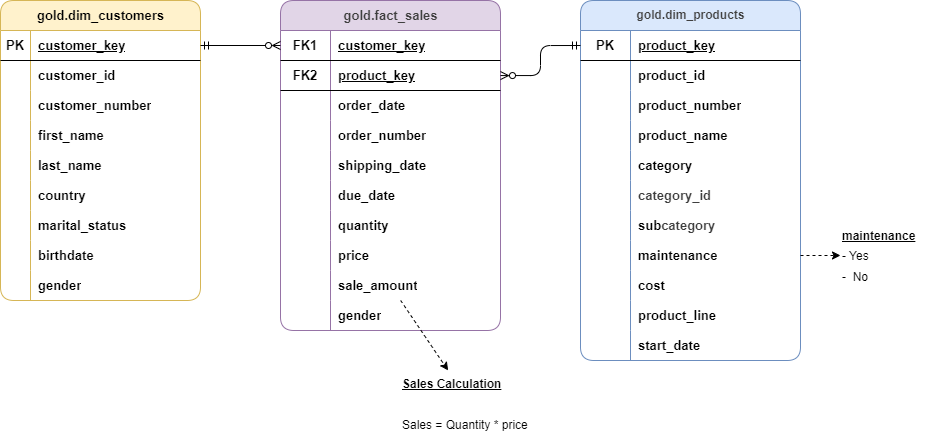 gold.dim_customers
PK customer_key
customer_id
customer_number
first_name
last_name
country
marital_status
birthdate
gender
gold.fact_sales
FK1 customer_key
FK2 product_key
order_date
order_number
shipping_date
due_date
quantity
price
sale_amount
gender
gold.dim_products
PK product_key
product_id
product_number
product_name
category
category_id
subcategory
maintenance
cost
product_line
start_date
maintenance
- Yes
- No
Sales Calculation
Sales = Quantity * price